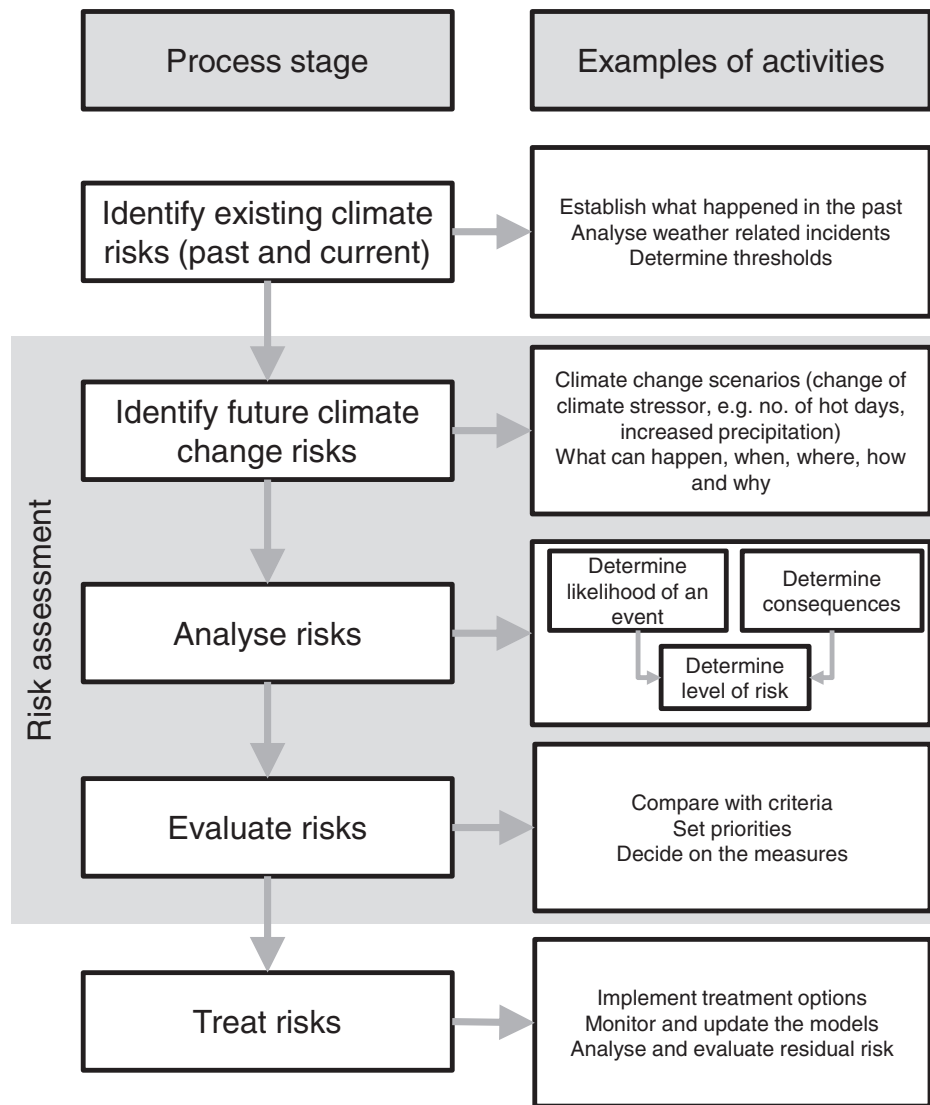 Process stage
Examples of activities
Identify existing climate
risks (past and current)
Establish what happened in the past
Analyse weather related incidents
Determine thresholds
Risk assessment
Identify future climate
change risks
Climate change scenarios (change of
climate stressor, e.g. no. of hot days,
increased precipitation)
What can happen, when, where, how
and why
Analyse risks
Determine
likelihood of an
event
Determine
consequences
Determine
level of risk
Evaluate risks
Compare with criteria
Set priorities
Decide on the measures
Treat risks
Implement treatment options
Monitor and update the models
Analyse and evaluate residual risk